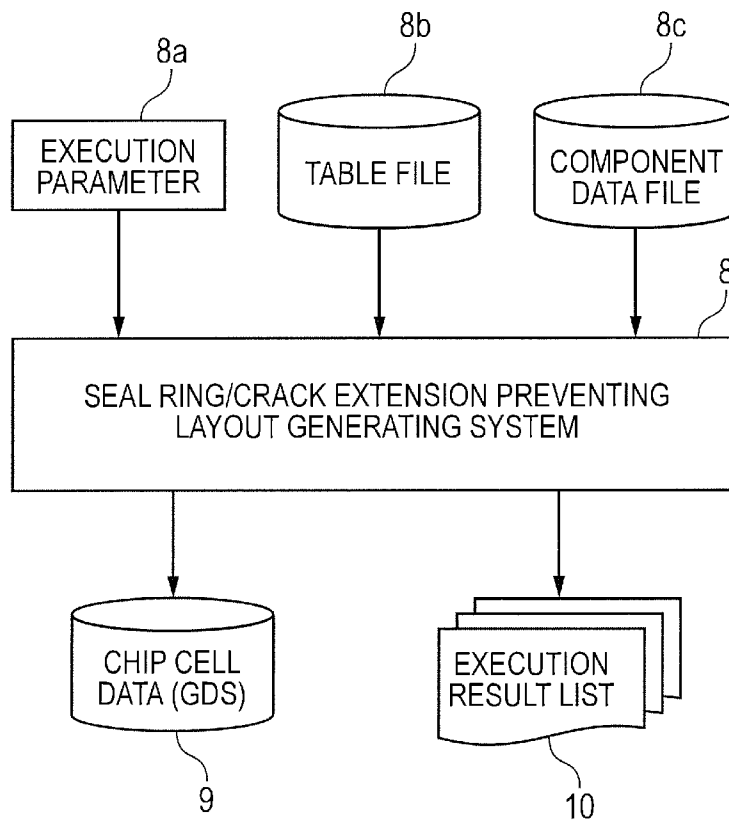 8a
8b
8c
EXECUTION
PARAMETER
TABLE FILE
COMPONENT
DATA FILE
8
SEAL RING/CRACK EXTENSION PREVENTING
LAYOUT GENERATING SYSTEM
CHIP CELL
DATA (GDS)
EXECUTION
RESULT LIST
9
10